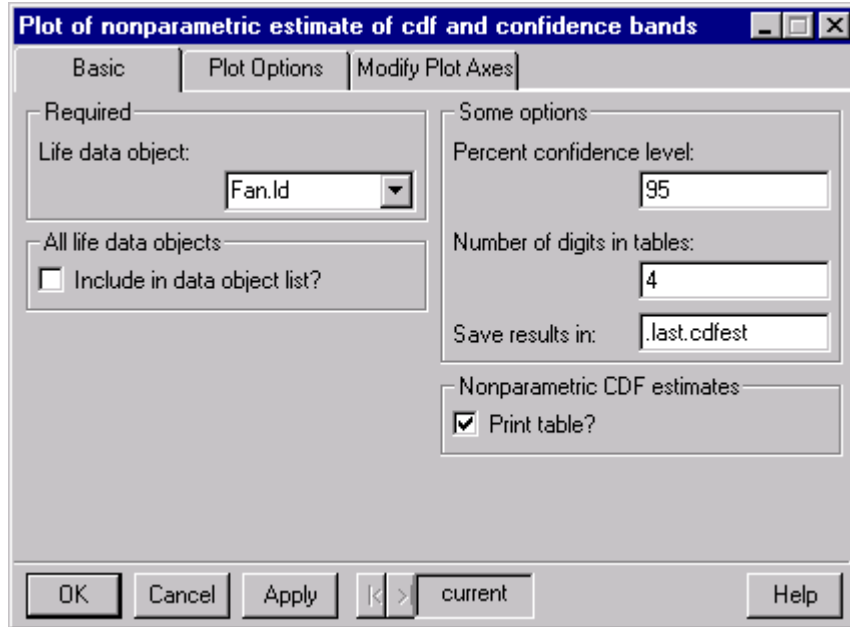 Plot of nonparametric estimate of cdf and confidence bands
Basic
Plot Options
Modify Plot Axes
Required
Life data object:
Fan.ld
All life data objects
Include in data object list?
Some options
Percent confidence level:
95
Number of digits in tables:
4
Save results in:
.last.cdfest
Nonparametric CDF estimates
Print table?
OK
Cancel
Apply
|<
>|
current
Help